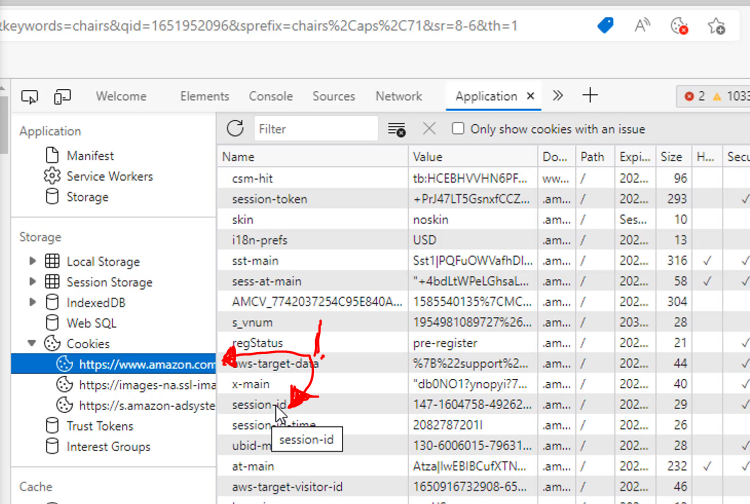 &keywords=chairs&qid=1651952096&sprefix=chairs%2Caps%2C71&sr=8-6&th=1
Welcome Elements Console Sources Network Application 2 1033
Application
Manifest
Service Workers
Storage
Storage
Local Storage
Session Storage
IndexedDB
Web SQL
Cookies
https://www.amazon.com
https://images-na.ssl-ima
https://s.amazon-adsyste
Trust Tokens
Interest Groups
Cache
Filter Only show cookies with an issue
Name Value Do... Path Expi... Size H... Secu
csm-hit tb:HCEBHVVHN6PF... ww... / 202... 96
session-token +PrJ47LT5GsnxfCCZ... .am... / 202... 293 ✓
skin noskin .am... / Ses... 10
i18n-prefs USD .am... / 202... 13
sst-main Sst1|PQFuOWVafhDI... .am... / 202... 316 ✓ ✓
sess-at-main "+4bdLtWPeLGhsaL... .am... / 202... 58 ✓ ✓
AMCV_7742037254C95E840A... 1585540135%7CMC... .am... / 202... 304
s_vnum 1954981089727%26... .am... / 203... 28
regStatus pre-register .am... / 202... 21
aws-target-data %7B%22support%2... .am... / 202... 44 ✓
x-main "db0NO1?ynopyi?7... .am... / 202... 40 ✓
session-id 147-1604758-49262... .am... / 202... 29 ✓
2082787201l .am... / 202... 26 ✓
session-id
130-6006015-79631... .am... / 202... 28 ✓
at-main Atza|IwEBIBCufXTN... .am... / 202... 232 ✓ ✓
aws-target-visitor-id 1650916732908-65... .am... / 202... 46